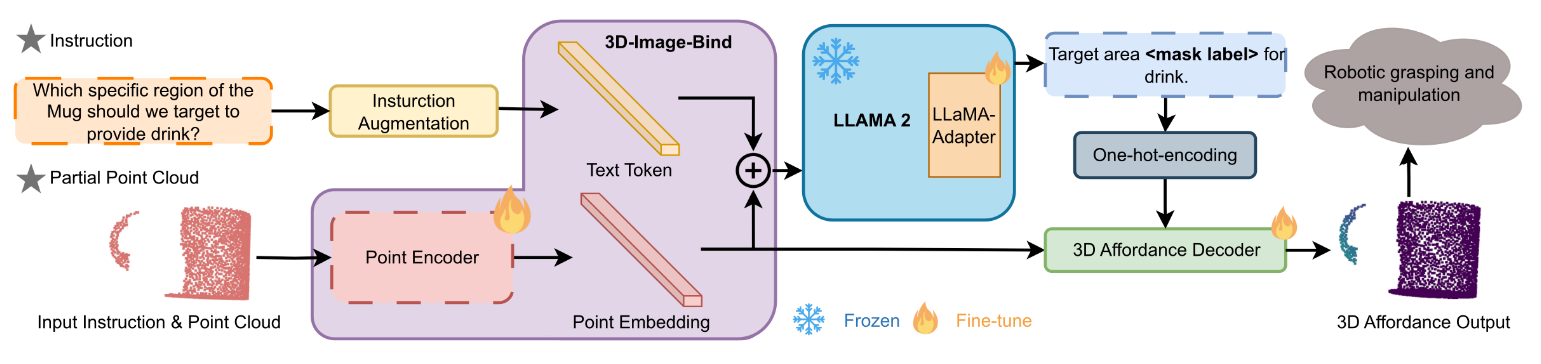 Instruction
Which specific region of the
Mug should we target to
provide drink?
Insturction
Augmentation
Partial Point Cloud
Input Instruction & Point Cloud
Point Encoder
3D-Image-Bind
Text Token
Point Embedding
LLAMA 2
LLaMA-
Adapter
Frozen
Fine-tune
Target area <mask label> for
drink.
One-hot-encoding
3D Affordance Decoder
Robotic grasping and
manipulation
3D Affordance Output